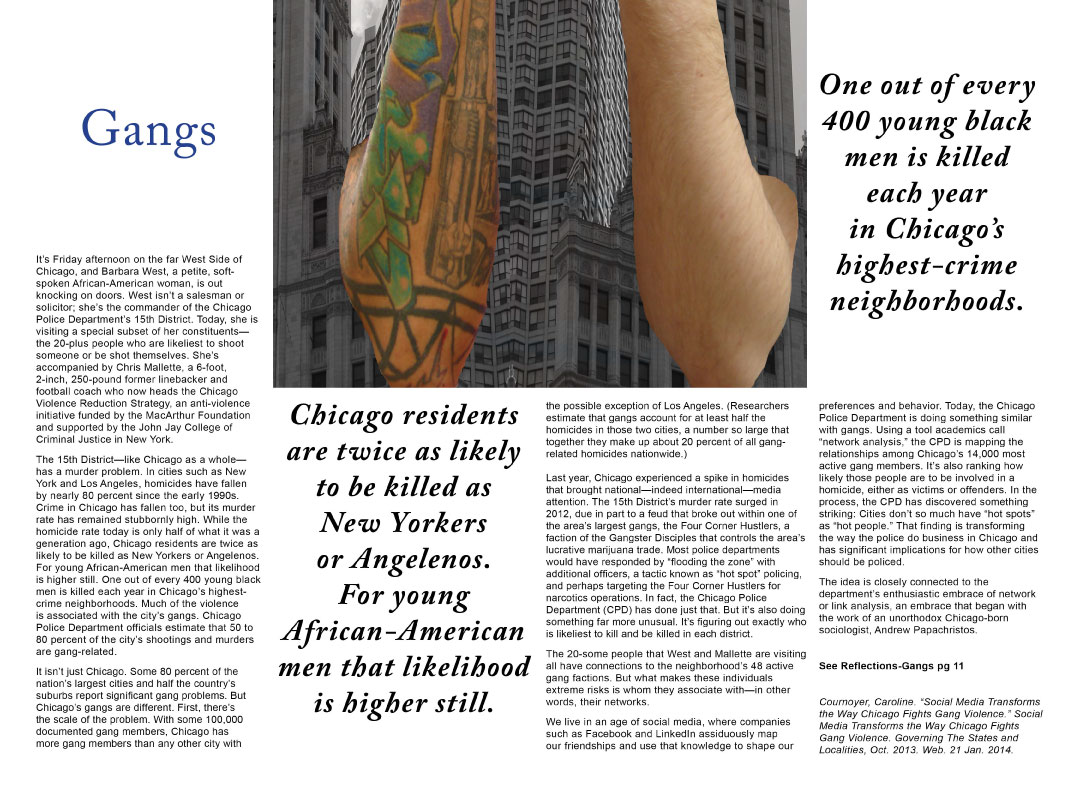 Gangs
It’s Friday afternoon on the far West Side of
Chicago, and Barbara West, a petite, soft-
spoken African-American woman, is out
knocking on doors. West isn’t a salesman or
solicitor; she’s the commander of the Chicago
Police Department’s 15th District. Today, she is
visiting a special subset of her constituents—
the 20-plus people who are likeliest to shoot
someone or be shot themselves. She’s
accompanied by Chris Mallette, a 6-foot,
2-inch, 250-pound former linebacker and
football coach who now heads the Chicago
Violence Reduction Strategy, an anti-violence
initiative funded by the MacArthur Foundation
and supported by the John Jay College of
Criminal Justice in New York.
The 15th District—like Chicago as a whole—
has a murder problem. In cities such as New
York and Los Angeles, homicides have fallen
by nearly 80 percent since the early 1990s.
Crime in Chicago has fallen too, but its murder
rate has remained stubbornly high. While the
homicide rate today is only half of what it was a
generation ago, Chicago residents are twice as
likely to be killed as New Yorkers or Angelenos.
For young African-American men that likelihood
is higher still. One out of every 400 young black
men is killed each year in Chicago’s highest-
crime neighborhoods. Much of the violence
is associated with the city’s gangs. Chicago
Police Department officials estimate that 50 to
80 percent of the city’s shootings and murders
are gang-related.
It isn’t just Chicago. Some 80 percent of the
nation’s largest cities and half the country’s
suburbs report significant gang problems. But
Chicago’s gangs are different. First, there’s
the scale of the problem. With some 100,000
documented gang members, Chicago has
more gang members than any other city with
Chicago residents
are twice as likely
to be killed as
New Yorkers
or Angelenos.
For young
African-American
men that likelihood
is higher still.
the possible exception of Los Angeles. (Researchers
estimate that gangs account for at least half the
homicides in those two cities, a number so large that
together they make up about 20 percent of all gang-
related homicides nationwide.)
Last year, Chicago experienced a spike in homicides
that brought national—indeed international—media
attention. The 15th District’s murder rate surged in
2012, due in part to a feud that broke out within one of
the area’s largest gangs, the Four Corner Hustlers, a
faction of the Gangster Disciples that controls the area’s
lucrative marijuana trade. Most police departments
would have responded by “flooding the zone” with
additional officers, a tactic known as “hot spot” policing,
and perhaps targeting the Four Corner Hustlers for
narcotics operations. In fact, the Chicago Police
Department (CPD) has done just that. But it’s also doing
something far more unusual. It’s figuring out exactly who
is likeliest to kill and be killed in each district.
The 20-some people that West and Mallette are visiting
all have connections to the neighborhood’s 48 active
gang factions. But what makes these individuals
extreme risks is whom they associate with—in other
words, their networks.
We live in an age of social media, where companies
such as Facebook and LinkedIn assiduously map
our friendships and use that knowledge to shape our
One out of every
400 young black
men is killed
each year
in Chicago’s
highest-crime
neighborhoods.
preferences and behavior. Today, the Chicago
Police Department is doing something similar
with gangs. Using a tool academics call
“network analysis,” the CPD is mapping the
relationships among Chicago’s 14,000 most
active gang members. It’s also ranking how
likely those people are to be involved in a
homicide, either as victims or offenders. In the
process, the CPD has discovered something
striking: Cities don’t so much have “hot spots”
as “hot people.” That finding is transforming
the way the police do business in Chicago and
has significant implications for how other cities
should be policed.
The idea is closely connected to the
department’s enthusiastic embrace of network
or link analysis, an embrace that began with
the work of an unorthodox Chicago-born
sociologist, Andrew Papachristos.
See Reflections-Gangs pg 11
Cournoyer, Caroline. “Social Media Transforms
the Way Chicago Fights Gang Violence.” Social
Media Transforms the Way Chicago Fights
Gang Violence. Governing The States and
Localities, Oct. 2013. Web. 21 Jan. 2014.